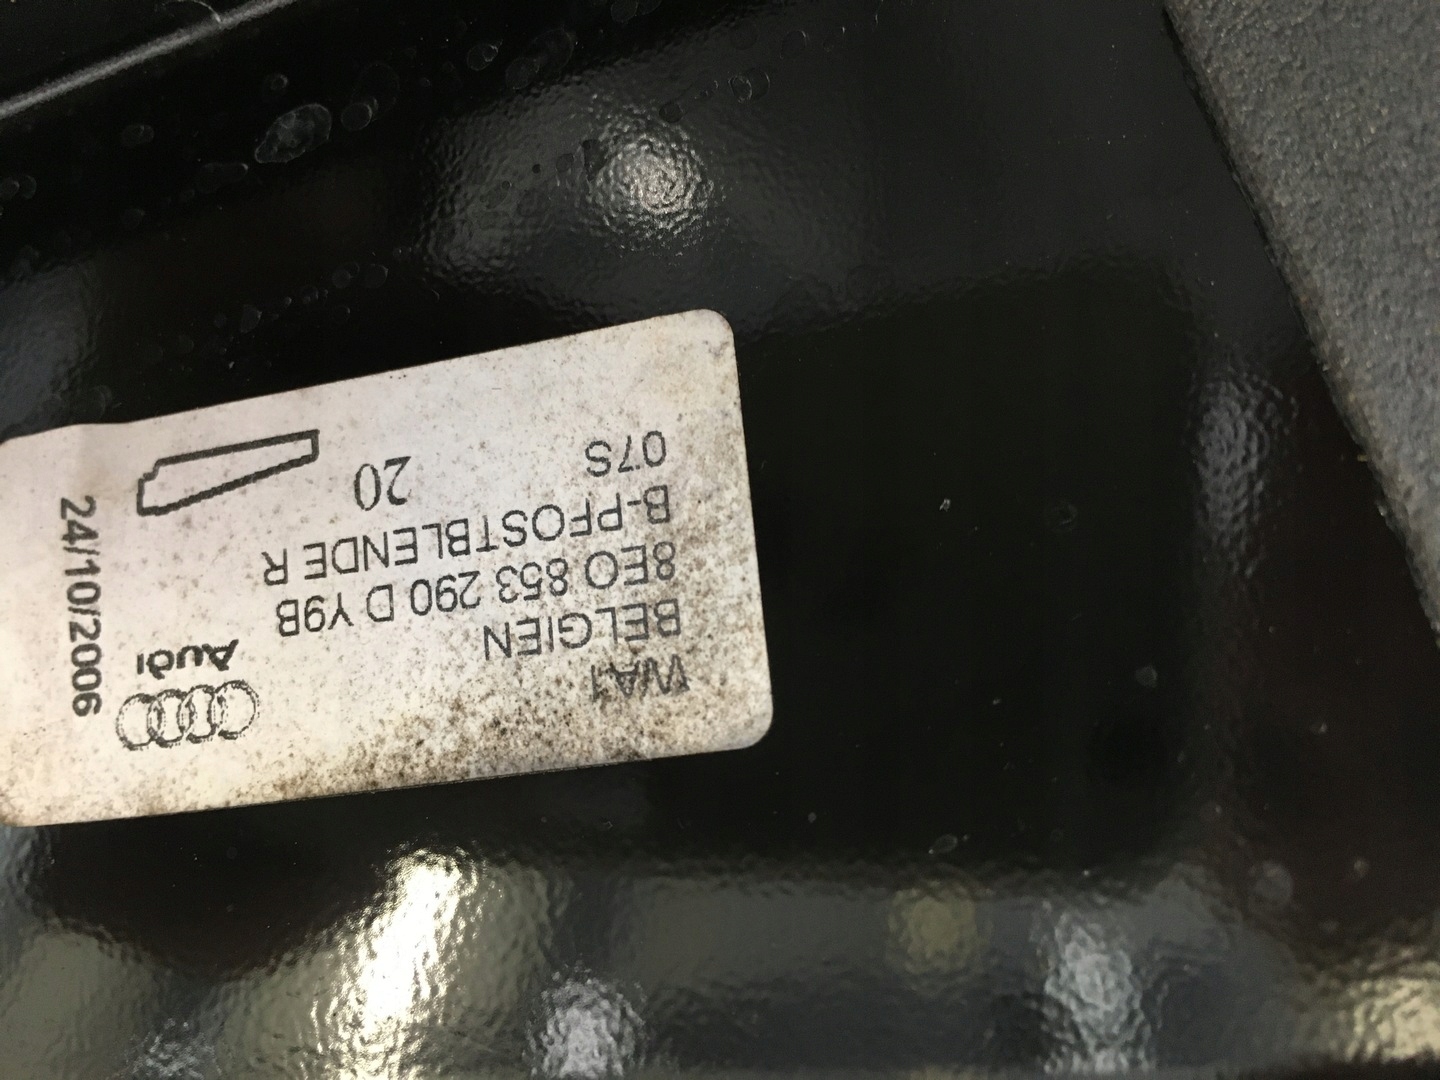 WA1
BELGIEN
8E0 853 290 D Y9B
B-PFOSTBLENDE R
07S
20
Audi
24/10/2006